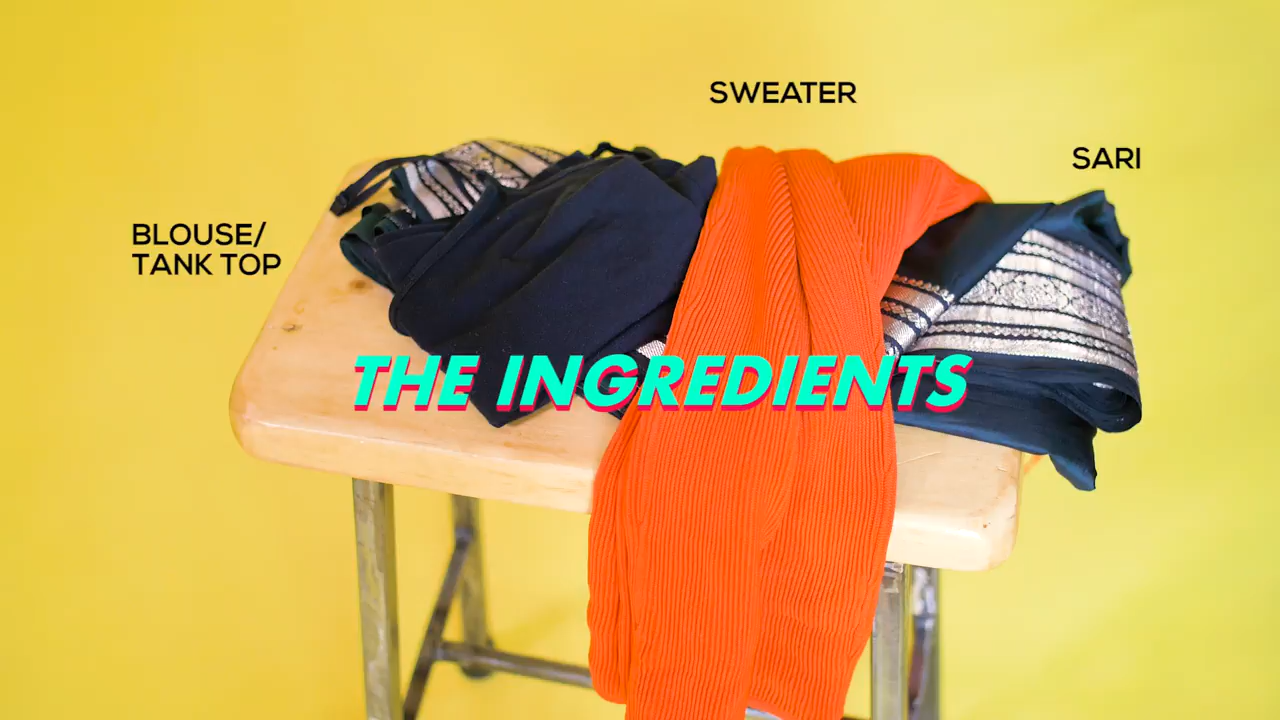 SWEATER
SARI
BLOUSE/
TANK TOP
THE INGREDIENTS